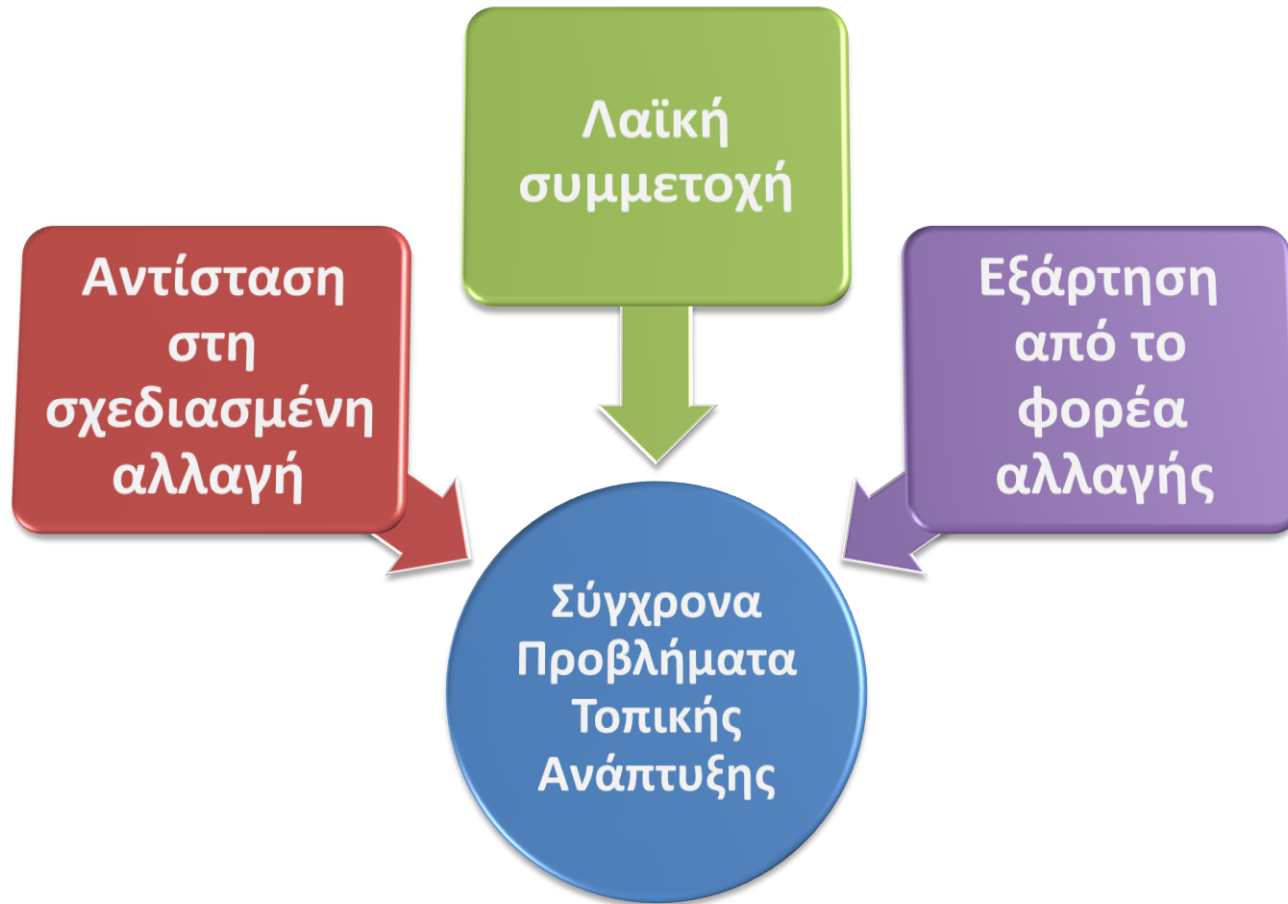 Λαϊκή
συμμετοχή
Αντίσταση
στη
σχεδιασμένη
αλλαγή
Εξάρτηση
από το
φορέα
αλλαγής
Σύγχρονα
Προβλήματα
Τοπικής
Ανάπτυξης